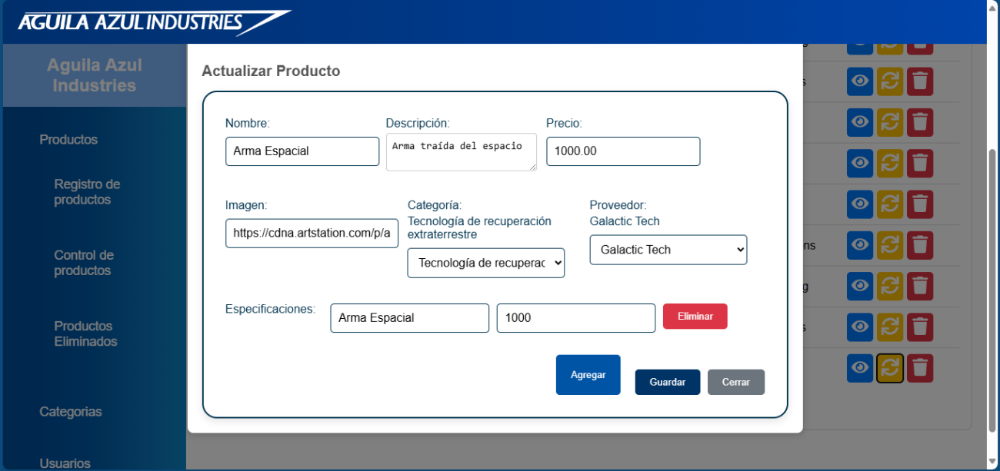 AGUILA AZUL INDUSTRIES
Aguila Azul
Industries
Productos
Registro de
productos
Control de
productos
Productos
Eliminados
Categorias
Usuarios
Actualizar Producto
Nombre:
Descripción:
Precio:
Arma Espacial
Arma traída del espacio
1000.00
Imagen:
Categoría:
Proveedor:
Tecnología de recuperación
extraterrestre
Galactic Tech
https://cdna.artstation.com/p/a
Tecnología de recuperac
Galactic Tech
Especificaciones:
Arma Espacial
1000
Eliminar
Agregar
Guardar
Cerrar